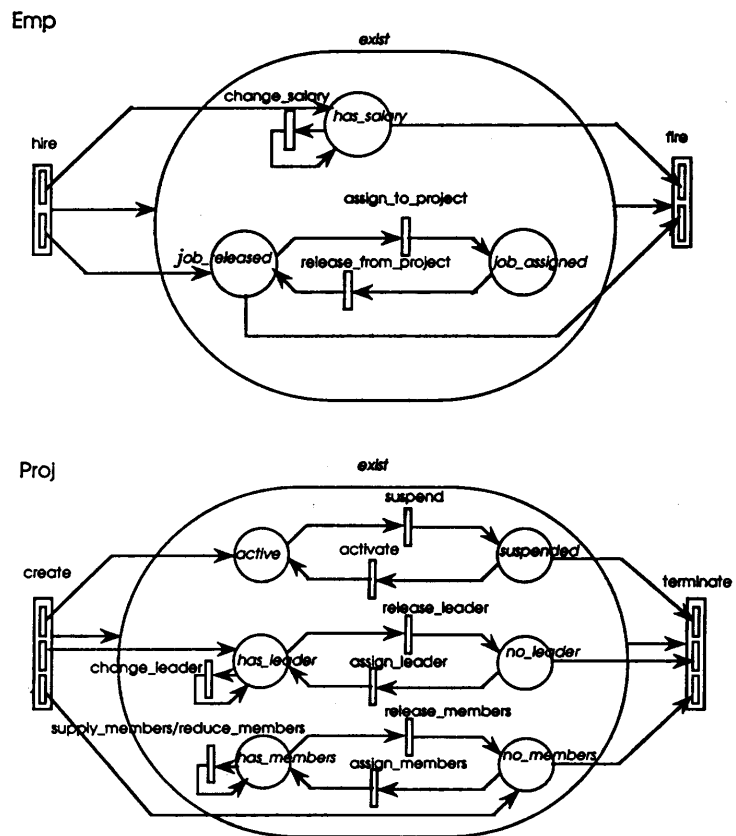 Emp
exist
change_salary
has_salary
hire
fire
assign_to_project
job_released
release_from_project
job_assigned
Proj
exist
suspend
active
activate
suspended
create
terminate
release_leader
has_leader
no_leader
change_leader
assign_leader
release_members
supply_members/reduce_members
has_members
assign_members
no_members